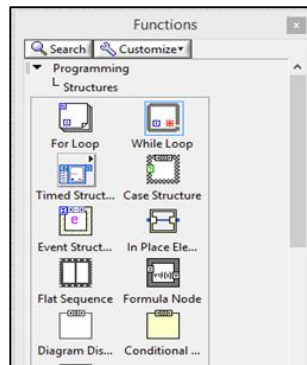 Functions
Search Customize
Programming
Structures
For Loop While Loop
Timed Struct... Case Structure
Event Struct... In Place Ele...
Flat Sequence Formula Node
Diagram Dis... Conditional ...